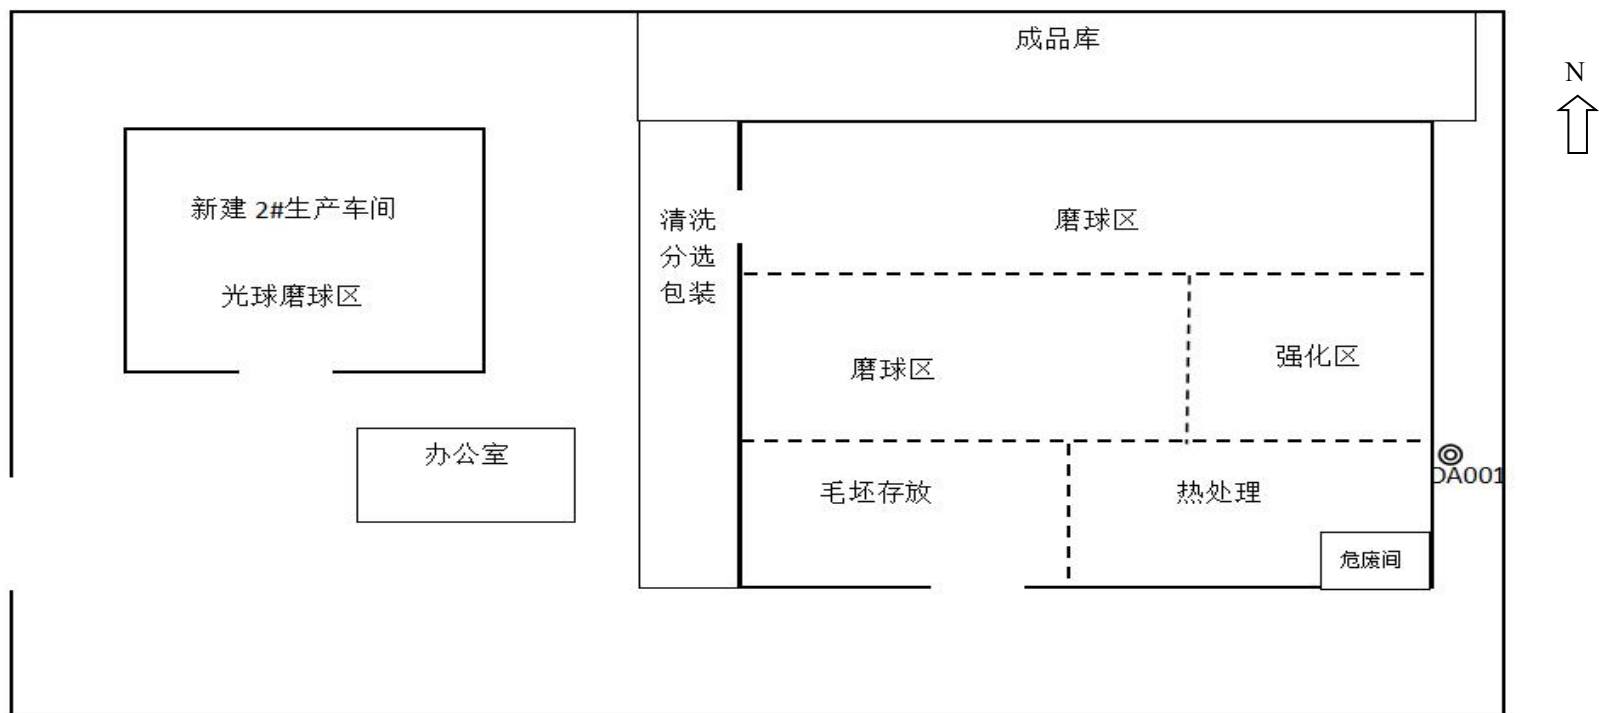 成品库
N
新建 2#生产车间
光球磨球区
清洗
分选
包装
磨球区
磨球区
强化区
办公室
毛坯存放
热处理
DA001
危废间